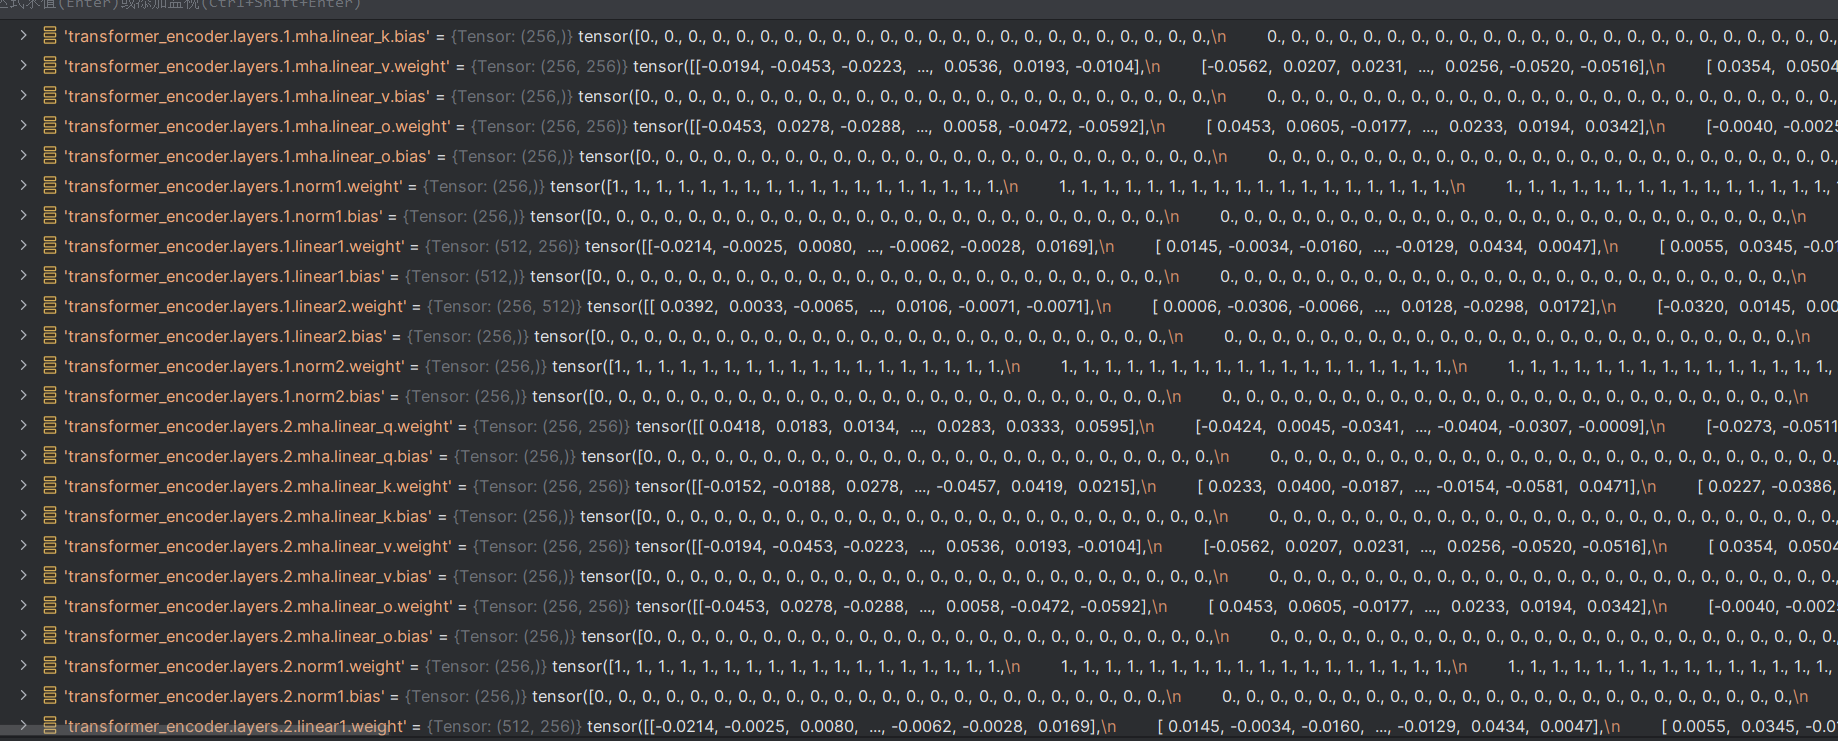 达式求值(Enter)或添加监视(Ctrl+Shift+Enter)
'transformer_encoder.layers.1.mha.linear_k.bias' = {Tensor: (256,)} tensor([0., 0., 0., 0., 0., 0., 0., 0., 0., 0., 0., 0., 0., 0., 0., 0., 0., 0., 0., 0., 0., 0., 0., 0.,\n 0., 0., 0., 0., 0., 0., 0., 0., 0., 0., 0., 0., 0., 0., 0., 0., 0., 0., 0., 0., 0., 0., 0., 0.,
'transformer_encoder.layers.1.mha.linear_v.weight' = {Tensor: (256, 256)} tensor([[-0.0194, -0.0453, -0.0223, ..., 0.0536, 0.0193, -0.0104],\n [-0.0562, 0.0207, 0.0231, ..., 0.0256, -0.0520, -0.0516],\n [ 0.0354, 0.0504
'transformer_encoder.layers.1.mha.linear_v.bias' = {Tensor: (256,)} tensor([0., 0., 0., 0., 0., 0., 0., 0., 0., 0., 0., 0., 0., 0., 0., 0., 0., 0., 0., 0., 0., 0., 0., 0.,\n 0., 0., 0., 0., 0., 0., 0., 0., 0., 0., 0., 0., 0., 0., 0., 0., 0., 0., 0., 0., 0., 0., 0., 0.,
'transformer_encoder.layers.1.mha.linear_o.weight' = {Tensor: (256, 256)} tensor([[-0.0453, 0.0278, -0.0288, ..., 0.0058, -0.0472, -0.0592],\n [ 0.0453, 0.0605, -0.0177, ..., 0.0233, 0.0194, 0.0342],\n [-0.0040, -0.0025
'transformer_encoder.layers.1.mha.linear_o.bias' = {Tensor: (256,)} tensor([0., 0., 0., 0., 0., 0., 0., 0., 0., 0., 0., 0., 0., 0., 0., 0., 0., 0., 0., 0., 0., 0., 0., 0.,\n 0., 0., 0., 0., 0., 0., 0., 0., 0., 0., 0., 0., 0., 0., 0., 0., 0., 0., 0., 0., 0., 0., 0., 0.,
'transformer_encoder.layers.1.norm1.weight' = {Tensor: (256,)} tensor([1., 1., 1., 1., 1., 1., 1., 1., 1., 1., 1., 1., 1., 1., 1., 1., 1., 1.,\n 1., 1., 1., 1., 1., 1., 1., 1., 1., 1., 1., 1., 1., 1., 1., 1., 1., 1.,\n 1., 1., 1., 1., 1., 1., 1., 1., 1., 1., 1., 1., 1., 1., 1.,
'transformer_encoder.layers.1.norm1.bias' = {Tensor: (256,)} tensor([0., 0., 0., 0., 0., 0., 0., 0., 0., 0., 0., 0., 0., 0., 0., 0., 0., 0., 0., 0., 0., 0., 0., 0.,\n 0., 0., 0., 0., 0., 0., 0., 0., 0., 0., 0., 0., 0., 0., 0., 0., 0., 0., 0., 0., 0., 0., 0., 0.,\n
'transformer_encoder.layers.1.linear1.weight' = {Tensor: (512, 256)} tensor([[-0.0214, -0.0025, 0.0080, ..., -0.0062, -0.0028, 0.0169],\n [ 0.0145, -0.0034, -0.0160, ..., -0.0129, 0.0434, 0.0047],\n [ 0.0055, 0.0345, -0.01
'transformer_encoder.layers.1.linear1.bias' = {Tensor: (512,)} tensor([0., 0., 0., 0., 0., 0., 0., 0., 0., 0., 0., 0., 0., 0., 0., 0., 0., 0., 0., 0., 0., 0., 0., 0.,\n 0., 0., 0., 0., 0., 0., 0., 0., 0., 0., 0., 0., 0., 0., 0., 0., 0., 0., 0., 0., 0., 0., 0., 0.,\n
'transformer_encoder.layers.1.linear2.weight' = {Tensor: (256, 512)} tensor([[ 0.0392, 0.0033, -0.0065, ..., 0.0106, -0.0071, -0.0071],\n [ 0.0006, -0.0306, -0.0066, ..., 0.0128, -0.0298, 0.0172],\n [-0.0320, 0.0145, 0.00
'transformer_encoder.layers.1.linear2.bias' = {Tensor: (256,)} tensor([0., 0., 0., 0., 0., 0., 0., 0., 0., 0., 0., 0., 0., 0., 0., 0., 0., 0., 0., 0., 0., 0., 0., 0.,\n 0., 0., 0., 0., 0., 0., 0., 0., 0., 0., 0., 0., 0., 0., 0., 0., 0., 0., 0., 0., 0., 0., 0., 0.,\n
'transformer_encoder.layers.1.norm2.weight' = {Tensor: (256,)} tensor([1., 1., 1., 1., 1., 1., 1., 1., 1., 1., 1., 1., 1., 1., 1., 1., 1., 1.,\n 1., 1., 1., 1., 1., 1., 1., 1., 1., 1., 1., 1., 1., 1., 1., 1., 1., 1.,\n 1., 1., 1., 1., 1., 1., 1., 1., 1., 1., 1., 1., 1., 1., 1.,
'transformer_encoder.layers.1.norm2.bias' = {Tensor: (256,)} tensor([0., 0., 0., 0., 0., 0., 0., 0., 0., 0., 0., 0., 0., 0., 0., 0., 0., 0., 0., 0., 0., 0., 0., 0.,\n 0., 0., 0., 0., 0., 0., 0., 0., 0., 0., 0., 0., 0., 0., 0., 0., 0., 0., 0., 0., 0., 0., 0., 0.,\n
'transformer_encoder.layers.2.mha.linear_q.weight' = {Tensor: (256, 256)} tensor([[ 0.0418, 0.0183, 0.0134, ..., 0.0283, 0.0333, 0.0595],\n [-0.0424, 0.0045, -0.0341, ..., -0.0404, -0.0307, -0.0009],\n [-0.0273, -0.0511
'transformer_encoder.layers.2.mha.linear_q.bias' = {Tensor: (256,)} tensor([0., 0., 0., 0., 0., 0., 0., 0., 0., 0., 0., 0., 0., 0., 0., 0., 0., 0., 0., 0., 0., 0., 0., 0.,\n 0., 0., 0., 0., 0., 0., 0., 0., 0., 0., 0., 0., 0., 0., 0., 0., 0., 0., 0., 0., 0., 0., 0., 0.,
'transformer_encoder.layers.2.mha.linear_k.weight' = {Tensor: (256, 256)} tensor([[-0.0152, -0.0188, 0.0278, ..., -0.0457, 0.0419, 0.0215],\n [ 0.0233, 0.0400, -0.0187, ..., -0.0154, -0.0581, 0.0471],\n [ 0.0227, -0.0386,
'transformer_encoder.layers.2.mha.linear_k.bias' = {Tensor: (256,)} tensor([0., 0., 0., 0., 0., 0., 0., 0., 0., 0., 0., 0., 0., 0., 0., 0., 0., 0., 0., 0., 0., 0., 0., 0.,\n 0., 0., 0., 0., 0., 0., 0., 0., 0., 0., 0., 0., 0., 0., 0., 0., 0., 0., 0., 0., 0., 0., 0., 0.,
'transformer_encoder.layers.2.mha.linear_v.weight' = {Tensor: (256, 256)} tensor([[-0.0194, -0.0453, -0.0223, ..., 0.0536, 0.0193, -0.0104],\n [-0.0562, 0.0207, 0.0231, ..., 0.0256, -0.0520, -0.0516],\n [ 0.0354, 0.0504
'transformer_encoder.layers.2.mha.linear_v.bias' = {Tensor: (256,)} tensor([0., 0., 0., 0., 0., 0., 0., 0., 0., 0., 0., 0., 0., 0., 0., 0., 0., 0., 0., 0., 0., 0., 0., 0.,\n 0., 0., 0., 0., 0., 0., 0., 0., 0., 0., 0., 0., 0., 0., 0., 0., 0., 0., 0., 0., 0., 0., 0., 0.,
'transformer_encoder.layers.2.mha.linear_o.weight' = {Tensor: (256, 256)} tensor([[-0.0453, 0.0278, -0.0288, ..., 0.0058, -0.0472, -0.0592],\n [ 0.0453, 0.0605, -0.0177, ..., 0.0233, 0.0194, 0.0342],\n [-0.0040, -0.0025
'transformer_encoder.layers.2.mha.linear_o.bias' = {Tensor: (256,)} tensor([0., 0., 0., 0., 0., 0., 0., 0., 0., 0., 0., 0., 0., 0., 0., 0., 0., 0., 0., 0., 0., 0., 0., 0.,\n 0., 0., 0., 0., 0., 0., 0., 0., 0., 0., 0., 0., 0., 0., 0., 0., 0., 0., 0., 0., 0., 0., 0., 0.,
'transformer_encoder.layers.2.norm1.weight' = {Tensor: (256,)} tensor([1., 1., 1., 1., 1., 1., 1., 1., 1., 1., 1., 1., 1., 1., 1., 1., 1., 1.,\n 1., 1., 1., 1., 1., 1., 1., 1., 1., 1., 1., 1., 1., 1., 1., 1., 1., 1.,\n 1., 1., 1., 1., 1., 1., 1., 1., 1., 1., 1., 1., 1., 1., 1.,
'transformer_encoder.layers.2.norm1.bias' = {Tensor: (256,)} tensor([0., 0., 0., 0., 0., 0., 0., 0., 0., 0., 0., 0., 0., 0., 0., 0., 0., 0., 0., 0., 0., 0., 0., 0.,\n 0., 0., 0., 0., 0., 0., 0., 0., 0., 0., 0., 0., 0., 0., 0., 0., 0., 0., 0., 0., 0., 0., 0., 0.,\n
'transformer_encoder.layers.2.linear1.weight' = {Tensor: (512, 256)} tensor([[-0.0214, -0.0025, 0.0080, ..., -0.0062, -0.0028, 0.0169],\n [ 0.0145, -0.0034, -0.0160, ..., -0.0129, 0.0434, 0.0047],\n [ 0.0055, 0.0345, -0.01